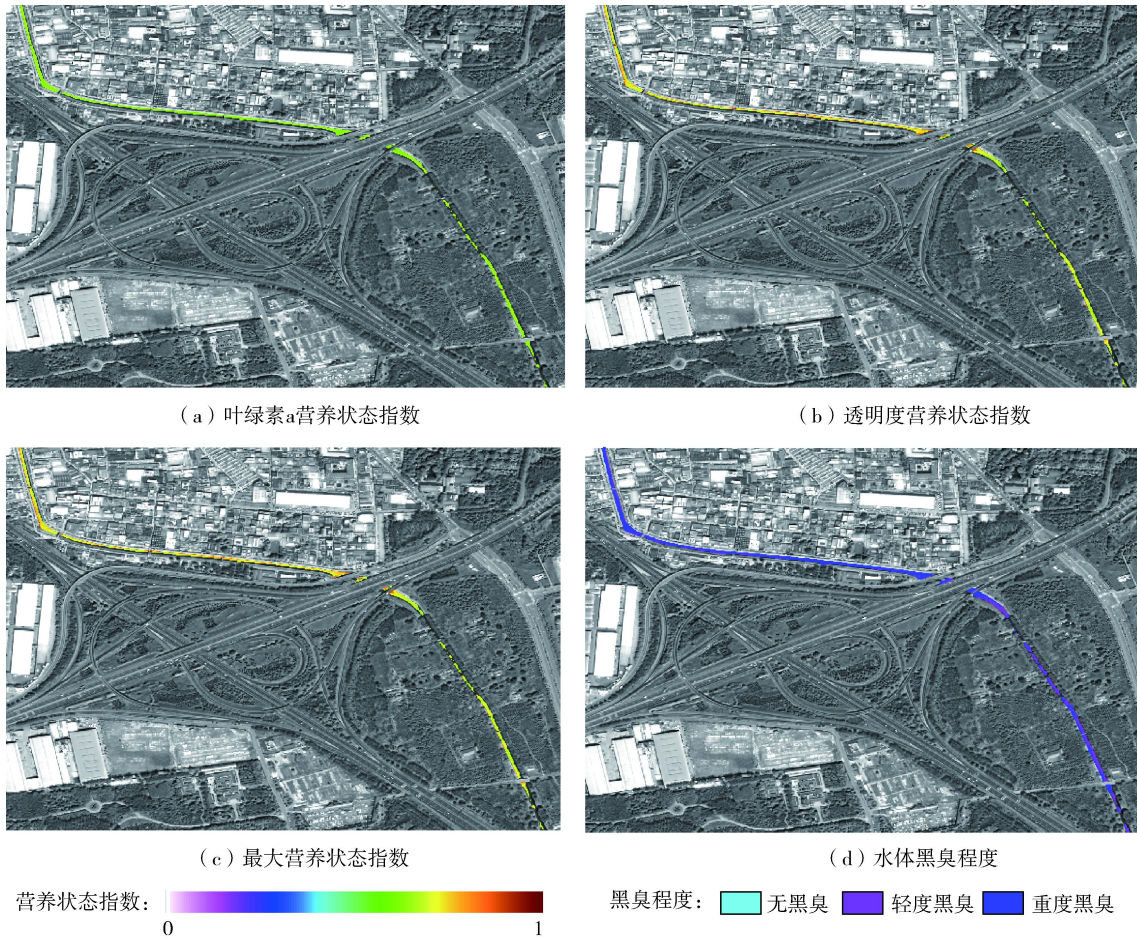 (a)叶绿素a营养状态指数
(b)透明度营养状态指数
(c)最大营养状态指数
(d)水体黑臭程度
营养状态指数:
0 1
黑臭程度: 无黑臭 轻度黑臭 重度黑臭